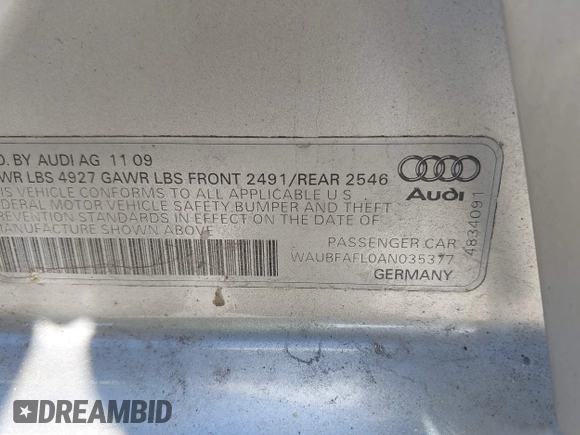 D. BY AUDI AG 11 09
WR LBS 4927 GAWR LBS FRONT 2491/REAR 2546
IS VEHICLE CONFORMS TO ALL APPLICABLE U S
DERAL MOTOR VEHICLE SAFETY, BUMPER AND THEFT
REVENTION STANDARDS IN EFFECT ON THE DATE OF
MANUFACTURE SHOWN ABOVE
PASSENGER CAR
WAUBFAFL0AN035377
GERMANY
Audi
4834091
DREAMBID